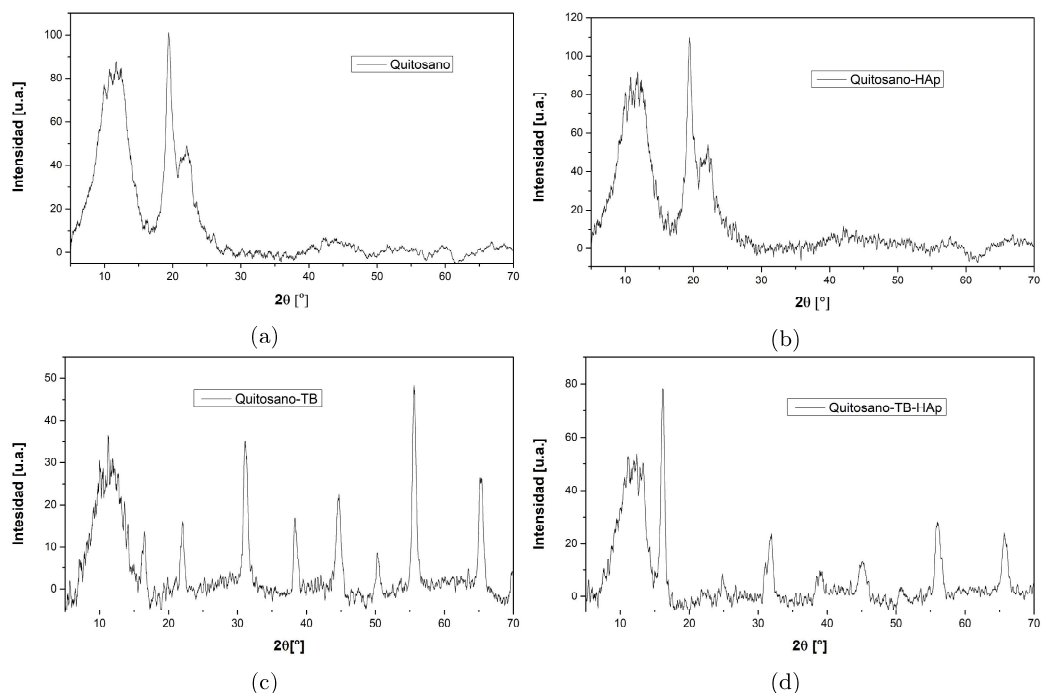 100
80
60
40
20
0
10 20 30 40 50 60 70
Intensidad [u.a.]
2θ [°]
Quitosano
(a)
120
100
80
60
40
20
0
10 20 30 40 50 60 70
Intensidad [u.a.]
2θ [°]
Quitosano-HAp
(b)
50
40
30
20
10
0
10 20 30 40 50 60 70
Intesidad [u.a.]
2θ[º]
Quitosano-TB
(c)
80
60
40
20
0
10 20 30 40 50 60 70
Intensidad [u.a.]
2θ [º]
Quitosano-TB-HAp
(d)